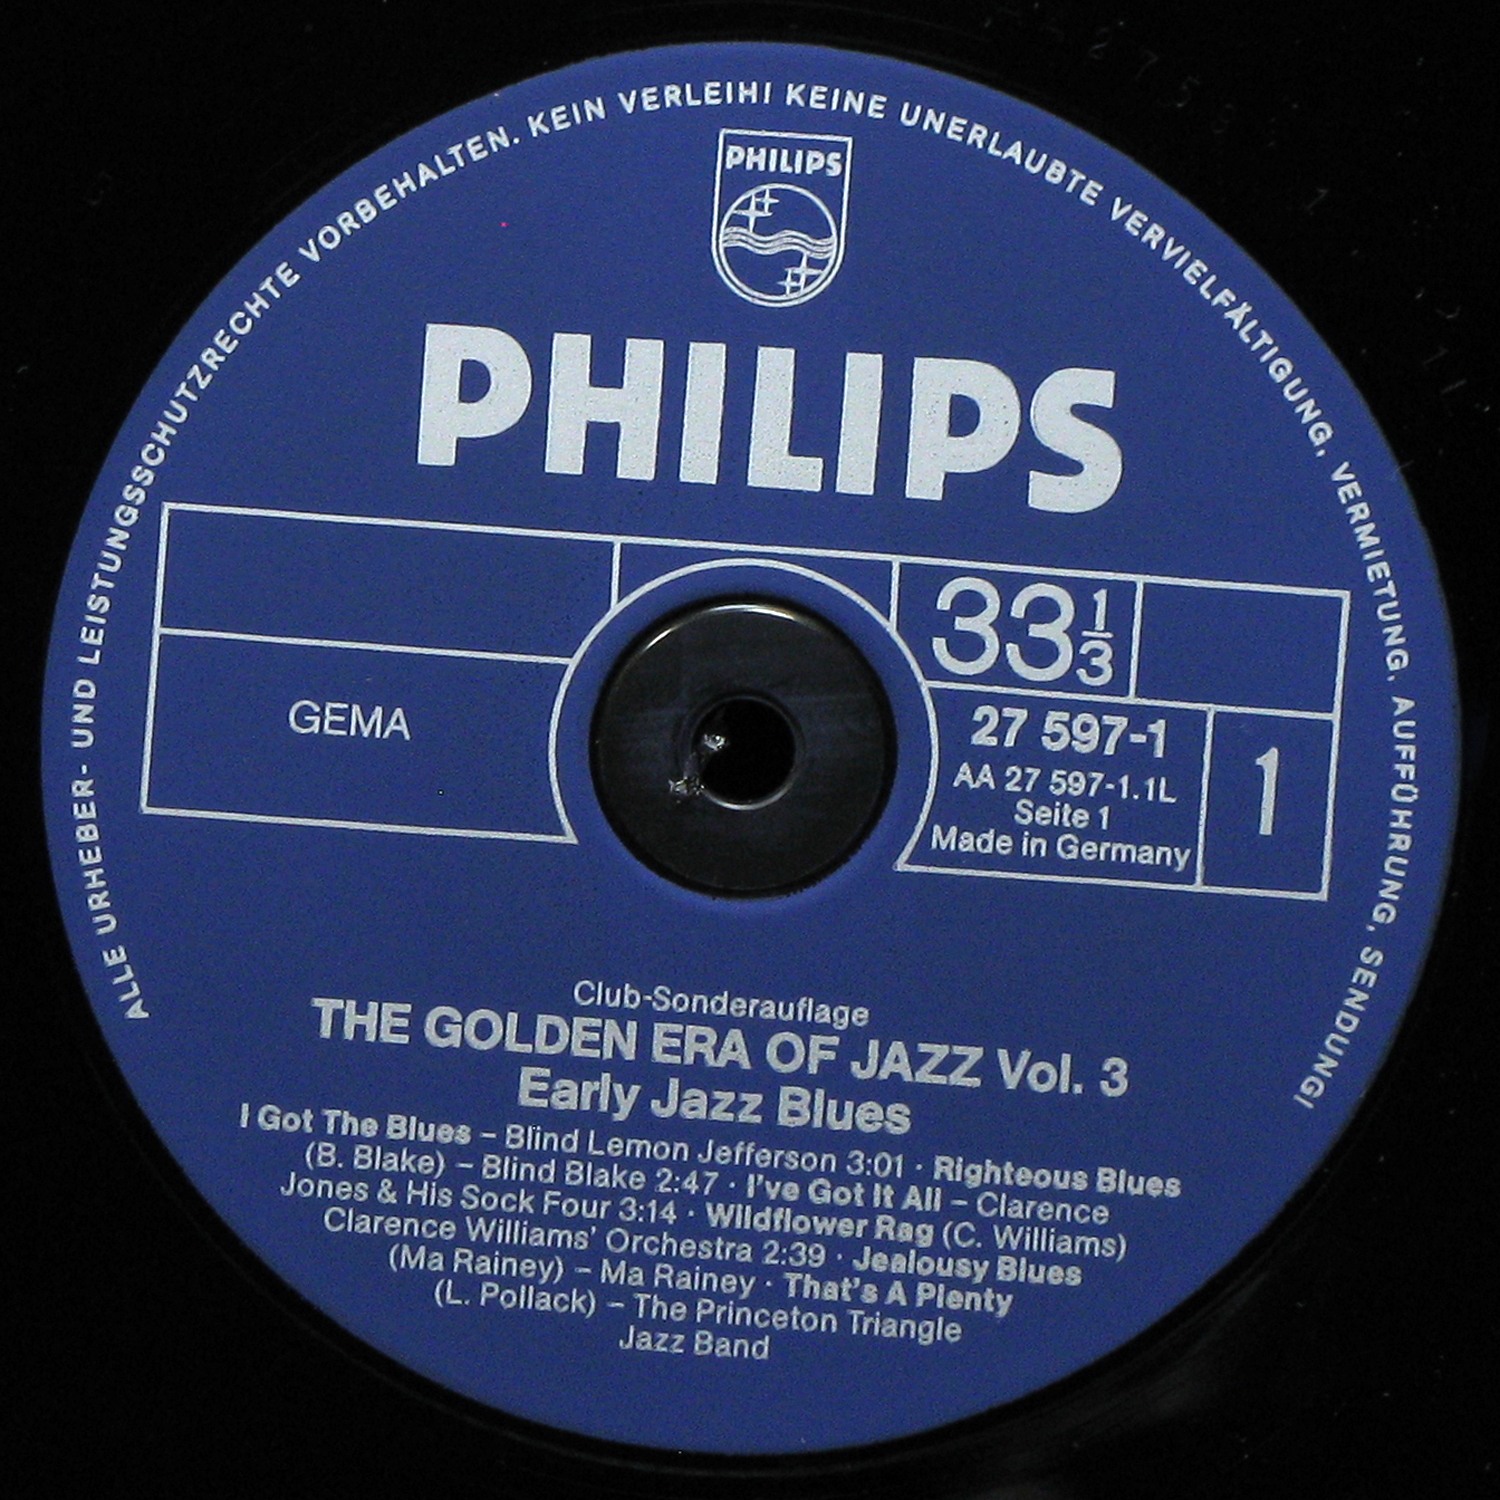 ALLE URHEBER- UND LEISTUNGSSCHUTZRECHTE VORBEHALTEN. KEIN VERLEIH! KEINE UNERLAUBTE VERVIELFÄLTIGUNG, VERMIETUNG, AUFFÜHRUNG, SENDUNG!
PHILIPS
PHILIPS
33 1/3
GEMA
27 597-1
AA 27 597-1.1L
Seite 1
Made in Germany
1
Club-Sonderauflage
THE GOLDEN ERA OF JAZZ Vol. 3
Early Jazz Blues
I Got The Blues – Blind Lemon Jefferson 3:01 · Righteous Blues
(B. Blake) – Blind Blake 2:47 · I've Got It All – Clarence
Jones & His Sock Four 3:14 · Wildflower Rag (C. Williams)
Clarence Williams' Orchestra 2:39 · Jealousy Blues
(Ma Rainey) – Ma Rainey · That's A Plenty
(L. Pollack) – The Princeton Triangle
Jazz Band